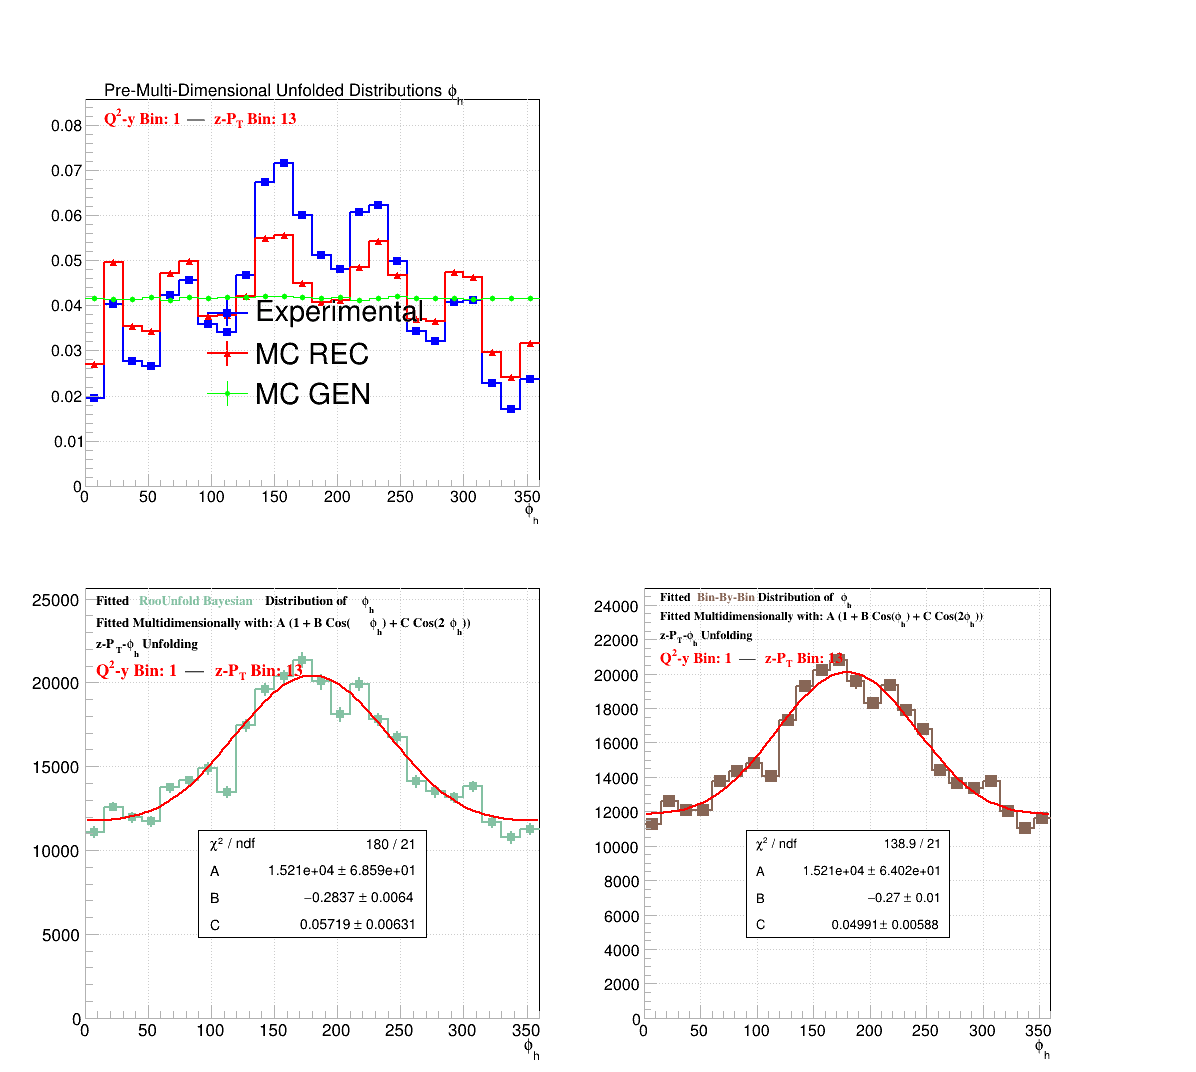 Pre-Multi-Dimensional Unfolded Distributions ϕh
Q²-y Bin: 1 — z-PT Bin: 13
0.08
0.07
0.06
0.05
0.04
0.03
0.02
0.01
0
Experimental
MC REC
MC GEN
0 50 100 150 200 250 300 350
ϕh
Fitted RooUnfold Bayesian Distribution of ϕh
Fitted Multidimensionally with: A (1 + B Cos( ϕh) + C Cos(2 ϕh))
z-PT-ϕh Unfolding
Q²-y Bin: 1 — z-PT Bin: 13
25000
20000
15000
10000
5000
0
χ² / ndf 180 / 21
A 1.521e+04 ± 6.859e+01
B −0.2837 ± 0.0064
C 0.05719 ± 0.00631
0 50 100 150 200 250 300 350
ϕh
Fitted Bin-By-Bin Distribution of ϕh
Fitted Multidimensionally with: A (1 + B Cos(ϕh) + C Cos(2ϕh))
z-PT-ϕh Unfolding
Q²-y Bin: 1 — z-PT Bin: 13
24000
22000
20000
18000
16000
14000
12000
10000
8000
6000
4000
2000
0
χ² / ndf 138.9 / 21
A 1.521e+04 ± 6.402e+01
B −0.27 ± 0.01
C 0.04991 ± 0.00588
0 50 100 150 200 250 300 350
ϕh